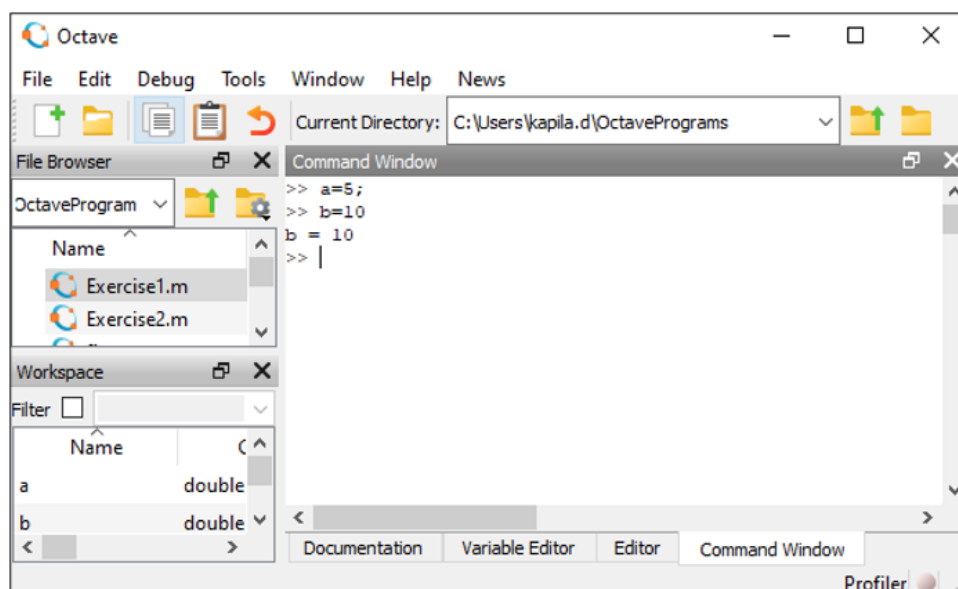 Octave
File Edit Debug Tools Window Help News
Current Directory: C:\Users\kapila.d\OctavePrograms
File Browser
OctaveProgram
Name
Exercise1.m
Exercise2.m
Workspace
Filter
Name
a double
b double
Command Window
>> a=5;
>> b=10
b = 10
>>
Documentation Variable Editor Editor Command Window
Profiler